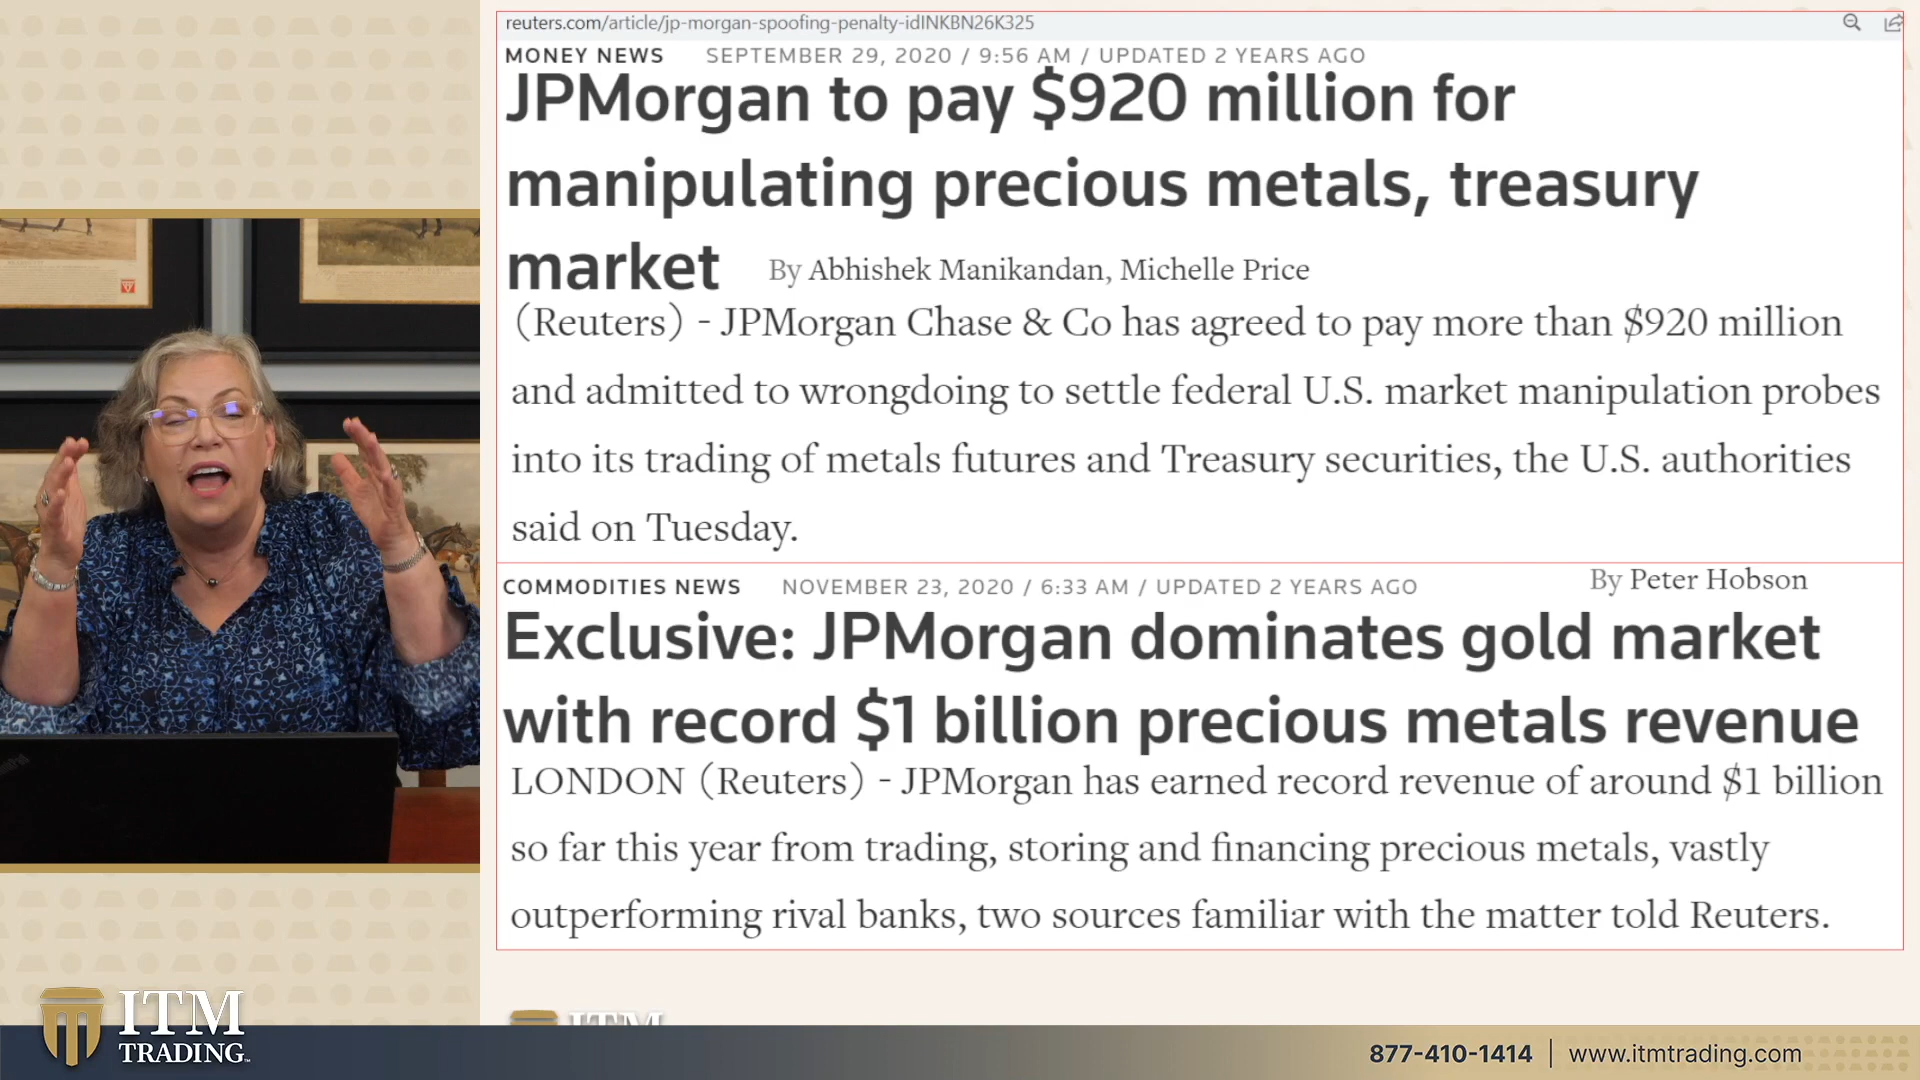 reuters.com/article/jp-morgan-spoofing-penalty-idINKBN26K325
MONEY NEWS SEPTEMBER 29, 2020 / 9:56 AM / UPDATED 2 YEARS AGO
JPMorgan to pay $920 million for
manipulating precious metals, treasury
market By Abhishek Manikandan, Michelle Price
(Reuters) - JPMorgan Chase & Co has agreed to pay more than $920 million
and admitted to wrongdoing to settle federal U.S. market manipulation probes
into its trading of metals futures and Treasury securities, the U.S. authorities
said on Tuesday.
COMMODITIES NEWS NOVEMBER 23, 2020 / 6:33 AM / UPDATED 2 YEARS AGO By Peter Hobson
Exclusive: JPMorgan dominates gold market
with record $1 billion precious metals revenue
LONDON (Reuters) - JPMorgan has earned record revenue of around $1 billion
so far this year from trading, storing and financing precious metals, vastly
outperforming rival banks, two sources familiar with the matter told Reuters.
ITM
ITM
TRADING
877-410-1414 | www.itmtrading.com